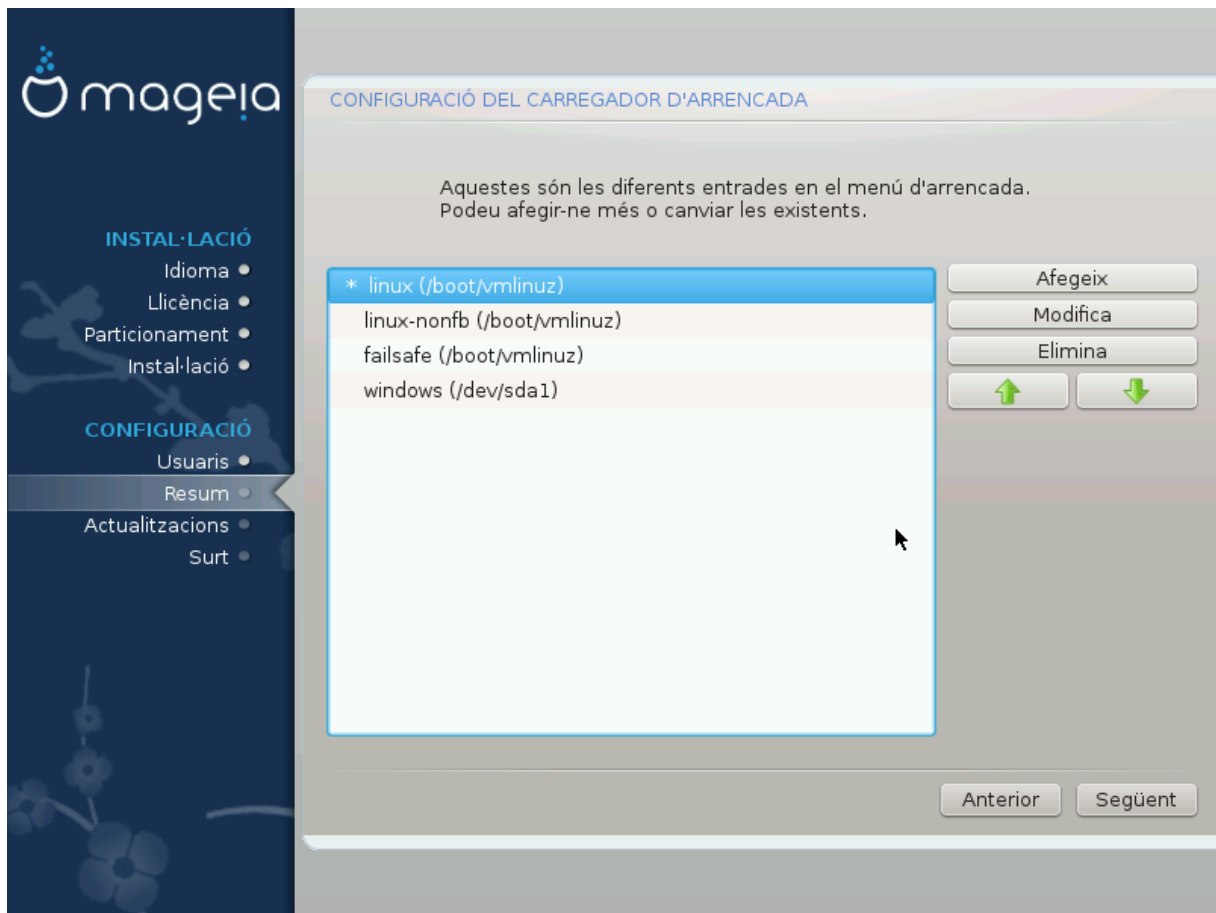 mageia
INSTAL·LACIÓ
Idioma
Llicència
Particionament
Instal·lació
CONFIGURACIÓ
Usuaris
Resum
Actualitzacions
Surt
CONFIGURACIÓ DEL CARREGADOR D'ARRENCADA
Aquestes són les diferents entrades en el menú d'arrencada.
Podeu afegir-ne més o canviar les existents.
* linux (/boot/vmlinuz)
linux-nonfb (/boot/vmlinuz)
failsafe (/boot/vmlinuz)
windows (/dev/sda1)
Afegeix
Modifica
Elimina
Anterior
Següent